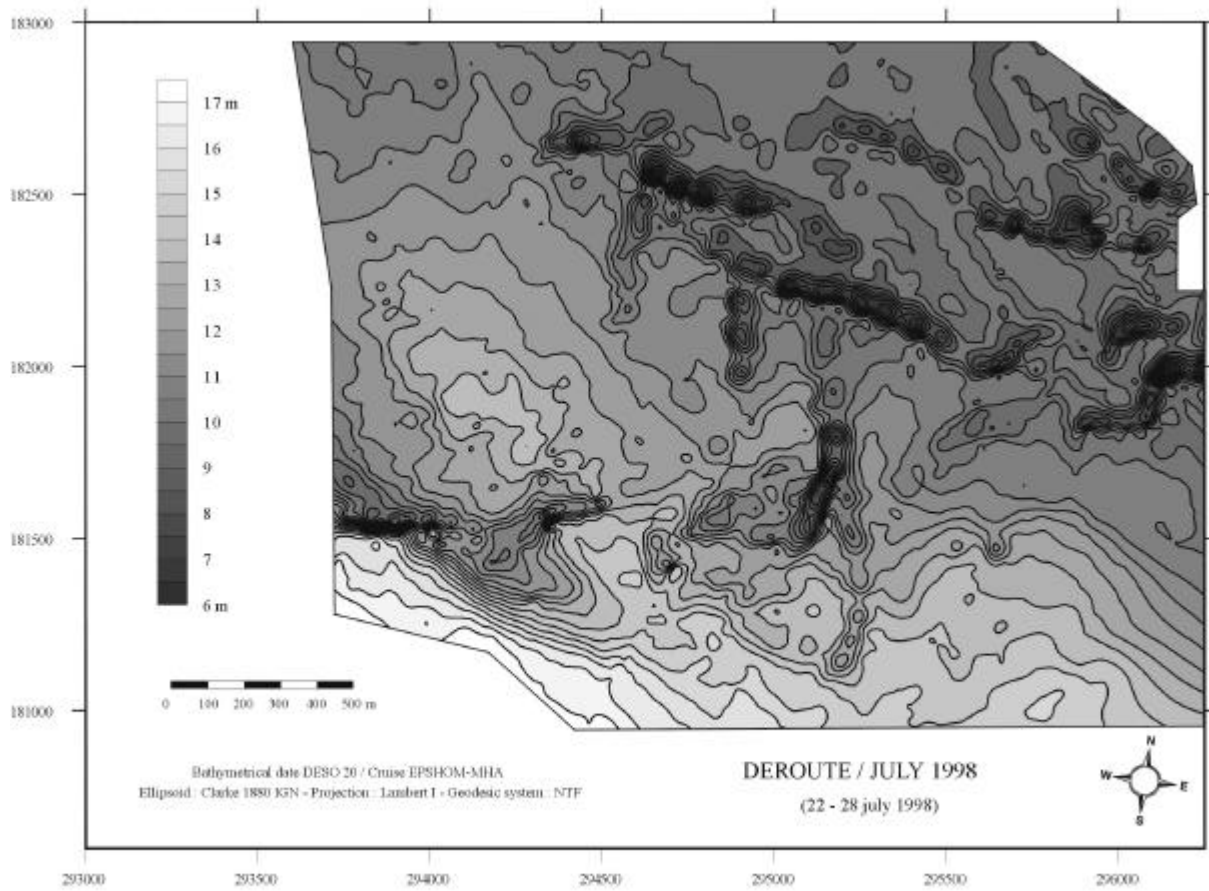 183000
182500
182000
181500
181000
17 m
16
15
14
13
12
11
10
9
8
7
6 m
0 100 200 300 400 500 m
Bathymetrical date DESO 20 / Cruise EPSHOM-MHA
Ellipsoid : Clarke 1880 IGN - Projection : Lambert I - Geodesic system : NTF
DEROUTE / JULY 1998
(22 - 28 july 1998)
N
W E
S
293000 293500 294000 294500 295000 295500 296000